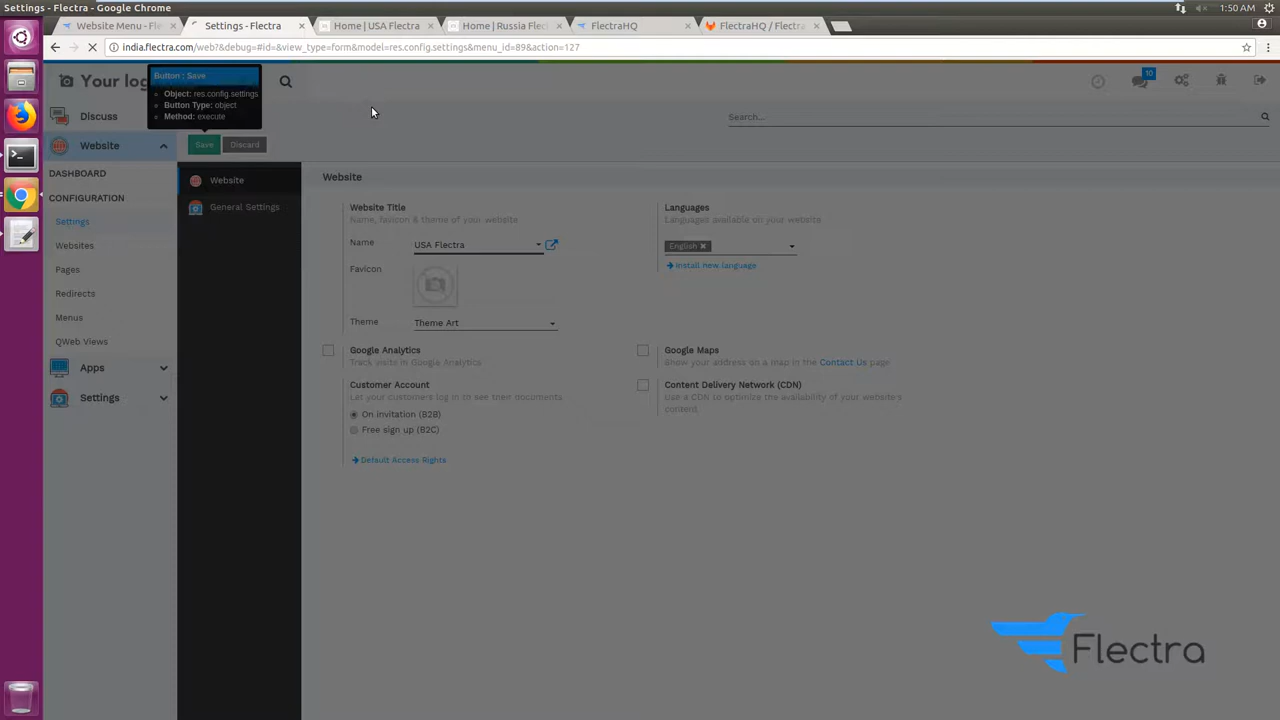 Settings - Flectra - Google Chrome
1:50 AM
Website Menu - Fle
Settings - Flectra
Home | USA Flectra
Home | Russia Flec
FlectraHQ
FlectraHQ / Flectra
india.flectra.com/web?&debug=#id=&view_type=form&model=res.config.settings&menu_id=89&action=127
Your log
Button : Save
Object: res.config.settings
Button Type: object
Method: execute
10
Discuss
Search...
Website
Save
Discard
DASHBOARD
CONFIGURATION
Settings
Websites
Pages
Redirects
Menus
QWeb Views
Apps
Settings
Website
General Settings
Website
Website Title
Name, favicon & theme of your website
Name
USA Flectra
Favicon
Theme
Theme Art
Languages
Languages available on your website
English
Install new language
Google Analytics
Track visits in Google Analytics
Google Maps
Show your address on a map in the Contact Us page
Customer Account
Let your customers log in to see their documents
On invitation (B2B)
Free sign up (B2C)
Default Access Rights
Content Delivery Network (CDN)
Use a CDN to optimize the availability of your website's
content
Flectra